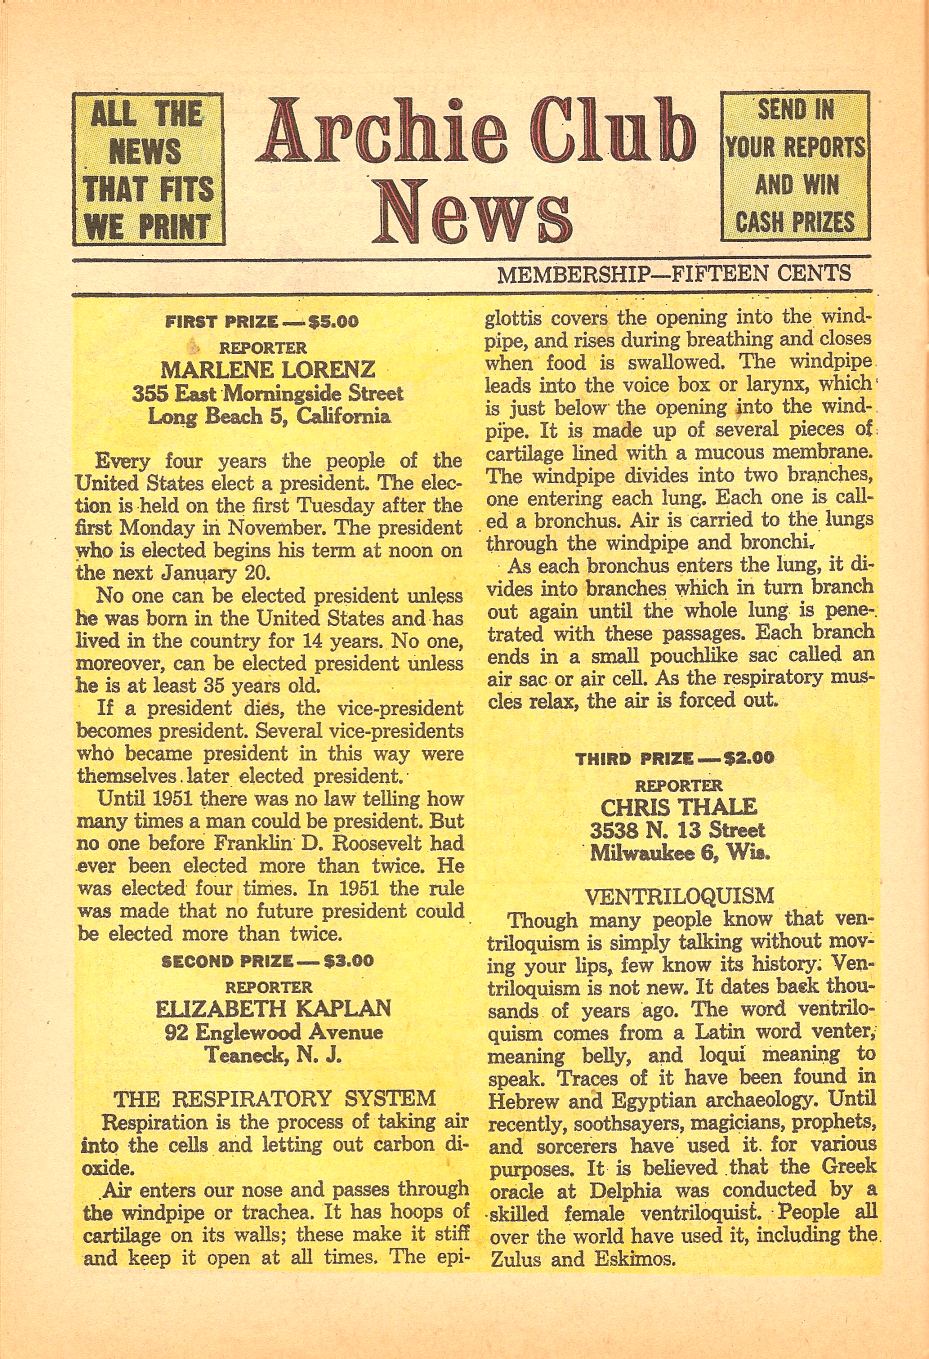 ALL THE
NEWS
THAT FITS
WE PRINT
Archie Club
News
SEND IN
YOUR REPORTS
AND WIN
CASH PRIZES
MEMBERSHIP—FIFTEEN CENTS
FIRST PRIZE — $5.00
REPORTER
MARLENE LORENZ
355 East Morningside Street
Long Beach 5, California
Every four years the people of the
United States elect a president. The elec-
tion is held on the first Tuesday after the
first Monday in November. The president
who is elected begins his term at noon on
the next January 20.
No one can be elected president unless
he was born in the United States and has
lived in the country for 14 years. No one,
moreover, can be elected president unless
he is at least 35 years old.
If a president dies, the vice-president
becomes president. Several vice-presidents
who became president in this way were
themselves later elected president.
Until 1951 there was no law telling how
many times a man could be president. But
no one before Franklin D. Roosevelt had
ever been elected more than twice. He
was elected four times. In 1951 the rule
was made that no future president could
be elected more than twice.
SECOND PRIZE — $3.00
REPORTER
ELIZABETH KAPLAN
92 Englewood Avenue
Teaneck, N. J.
THE RESPIRATORY SYSTEM
Respiration is the process of taking air
into the cells and letting out carbon di-
oxide.
Air enters our nose and passes through
the windpipe or trachea. It has hoops of
cartilage on its walls; these make it stiff
and keep it open at all times. The epi-
glottis covers the opening into the wind-
pipe, and rises during breathing and closes
when food is swallowed. The windpipe
leads into the voice box or larynx, which
is just below the opening into the wind-
pipe. It is made up of several pieces of
cartilage lined with a mucous membrane.
The windpipe divides into two branches,
one entering each lung. Each one is call-
ed a bronchus. Air is carried to the lungs
through the windpipe and bronchi.
As each bronchus enters the lung, it di-
vides into branches which in turn branch
out again until the whole lung is pene-
trated with these passages. Each branch
ends in a small pouchlike sac called an
air sac or air cell. As the respiratory mus-
cles relax, the air is forced out.
THIRD PRIZE — $2.00
REPORTER
CHRIS THALE
3538 N. 13 Street
Milwaukee 6, Wis.
VENTRILOQUISM
Though many people know that ven-
triloquism is simply talking without mov-
ing your lips, few know its history. Ven-
triloquism is not new. It dates back thou-
sands of years ago. The word ventrilo-
quism comes from a Latin word venter,
meaning belly, and loqui meaning to
speak. Traces of it have been found in
Hebrew and Egyptian archaeology. Until
recently, soothsayers, magicians, prophets,
and sorcerers have used it for various
purposes. It is believed that the Greek
oracle at Delphia was conducted by a
skilled female ventriloquist. People all
over the world have used it, including the
Zulus and Eskimos.